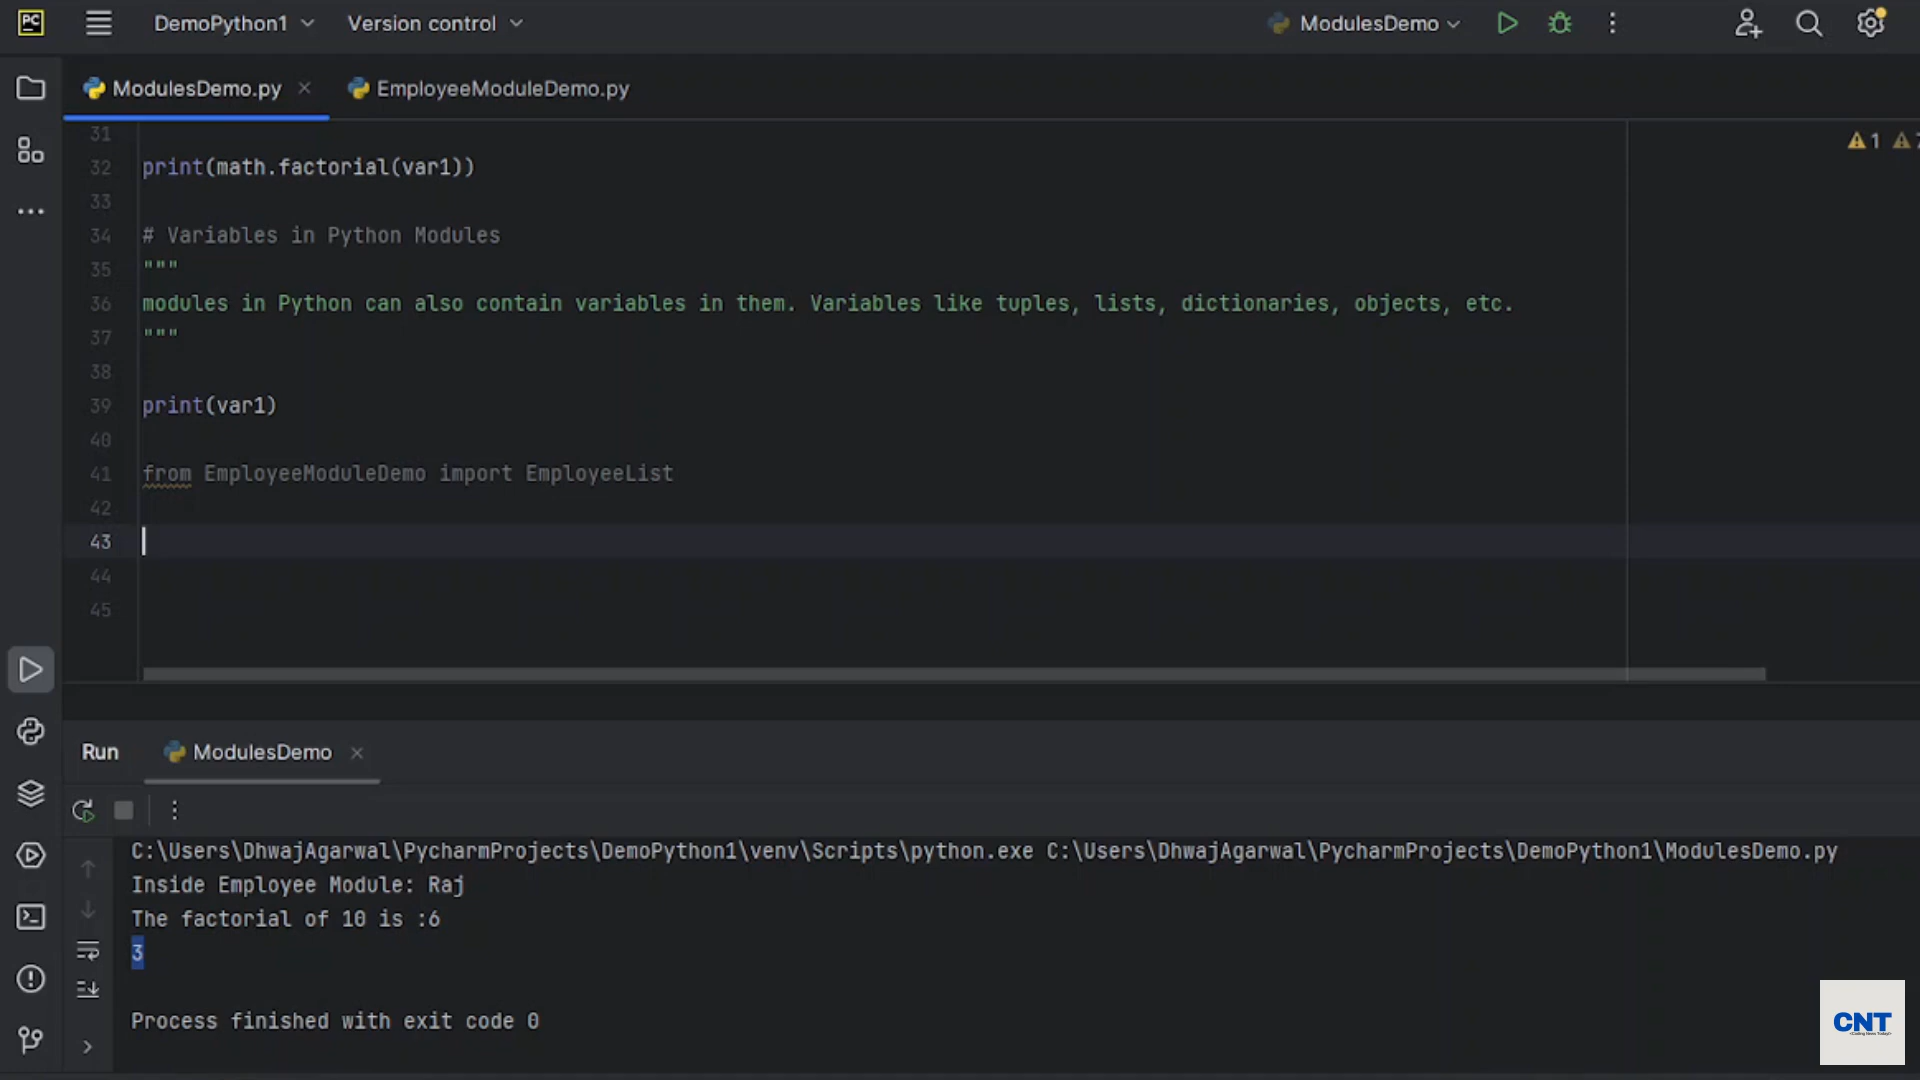 PC
DemoPython1
Version control
ModulesDemo
ModulesDemo.py
EmployeeModuleDemo.py
1
31
32 print(math.factorial(var1))
33
34 # Variables in Python Modules
35 """
36 modules in Python can also contain variables in them. Variables like tuples, lists, dictionaries, objects, etc.
37 """
38
39 print(var1)
40
41 from EmployeeModuleDemo import EmployeeList
42
43
44
45
Run
ModulesDemo
C:\Users\DhwajAgarwal\PycharmProjects\DemoPython1\venv\Scripts\python.exe C:\Users\DhwajAgarwal\PycharmProjects\DemoPython1\ModulesDemo.py
Inside Employee Module: Raj
The factorial of 10 is :6
3
Process finished with exit code 0
CNT